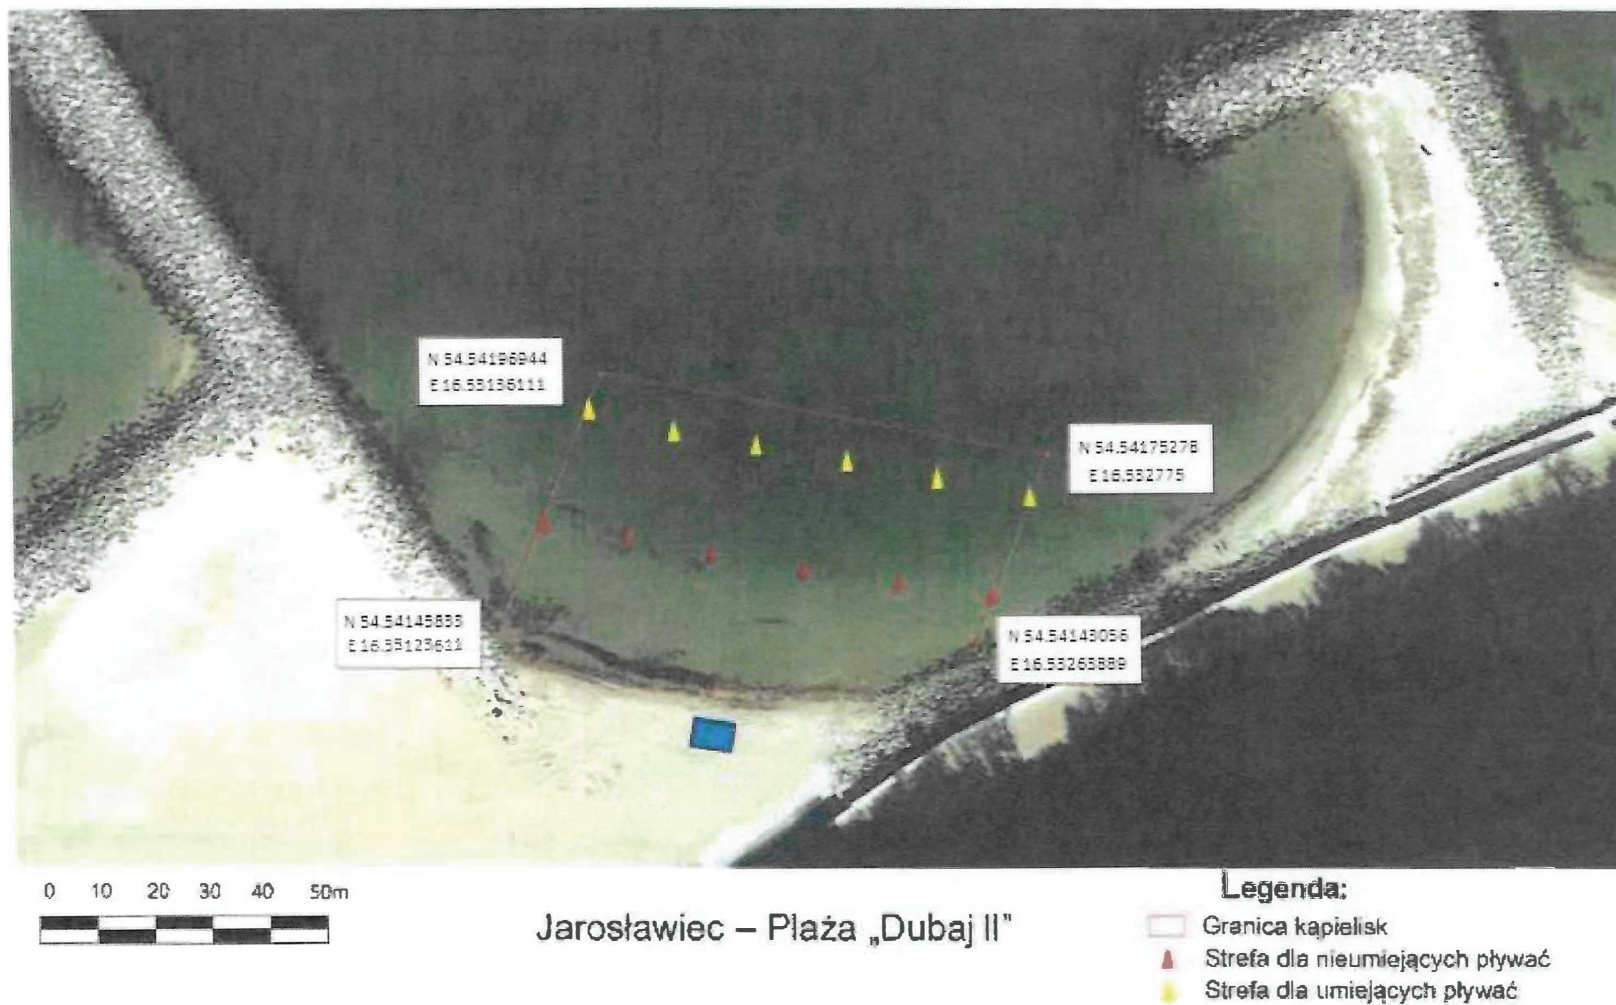 N 54.54196944
E 16.53136111
N 54.54175278
E 16.532775
N 54.54145833
E 16.53123611
N 54.54143056
E 16.53263889
0 10 20 30 40 50m
Jarosławiec – Plaża „Dubaj II”
Legenda:
Granica kąpielisk
Strefa dla nieumiejących pływać
Strefa dla umiejących pływać